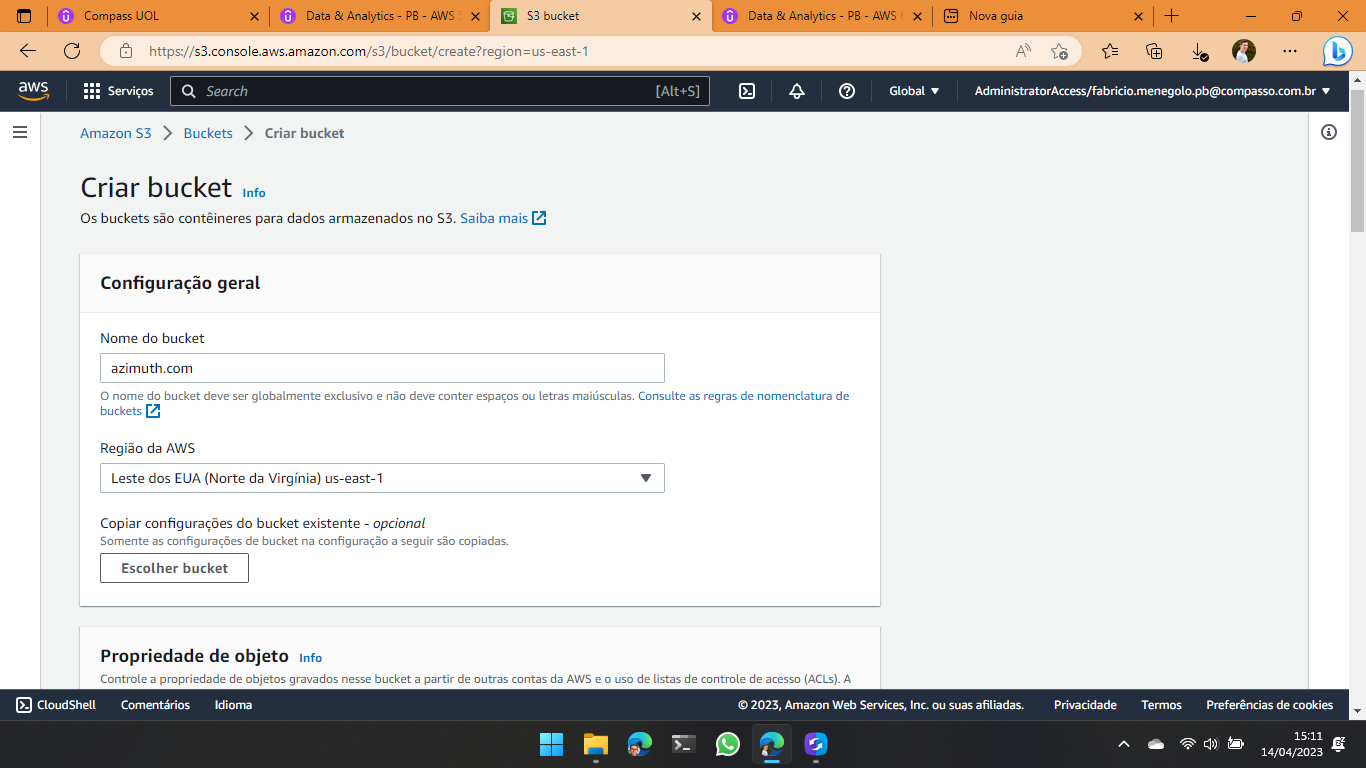 Compass UOL
Data & Analytics - PB - AWS
S3 bucket
Data & Analytics - PB - AWS
Nova guia
https://s3.console.aws.amazon.com/s3/bucket/create?region=us-east-1
aws
Serviços
Search
[Alt+S]
Global
AdministratorAccess/fabricio.menegolo.pb@compasso.com.br
Amazon S3
Buckets
Criar bucket
Criar bucket Info
Os buckets são contêineres para dados armazenados no S3. Saiba mais
Configuração geral
Nome do bucket
azimuth.com
O nome do bucket deve ser globalmente exclusivo e não deve conter espaços ou letras maiúsculas. Consulte as regras de nomenclatura de
buckets
Região da AWS
Leste dos EUA (Norte da Virgínia) us-east-1
Copiar configurações do bucket existente - opcional
Somente as configurações de bucket na configuração a seguir são copiadas.
Escolher bucket
Propriedade de objeto Info
Controle a propriedade de objetos gravados nesse bucket a partir de outras contas da AWS e o uso de listas de controle de acesso (ACLs). A
CloudShell
Comentários
Idioma
© 2023, Amazon Web Services, Inc. ou suas afiliadas.
Privacidade
Termos
Preferências de cookies
15:11
14/04/2023